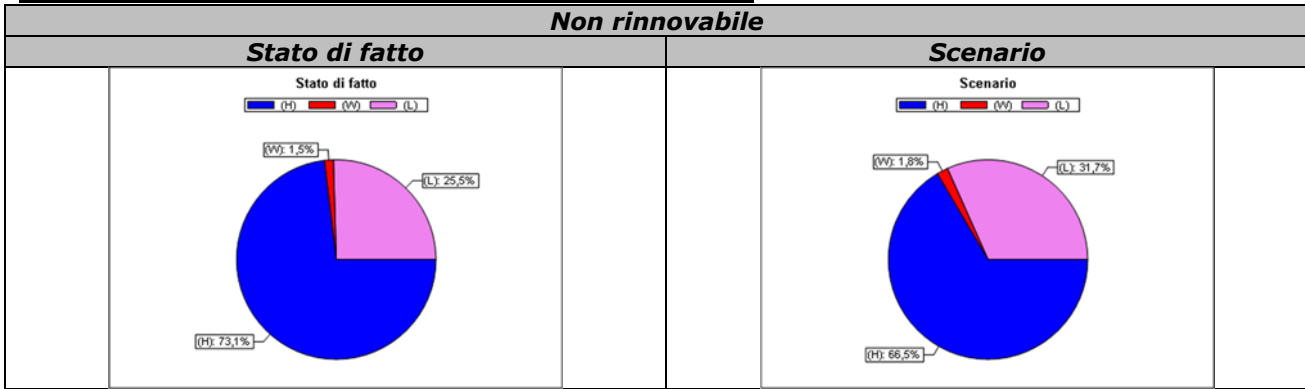 Non rinnovabile
Stato di fatto
Scenario
Stato di fatto
(H) (W) (L)
(W): 1,5%
(L): 25,5%
(H): 73,1%
Scenario
(H) (W) (L)
(W): 1,8%
(L): 31,7%
(H): 66,5%